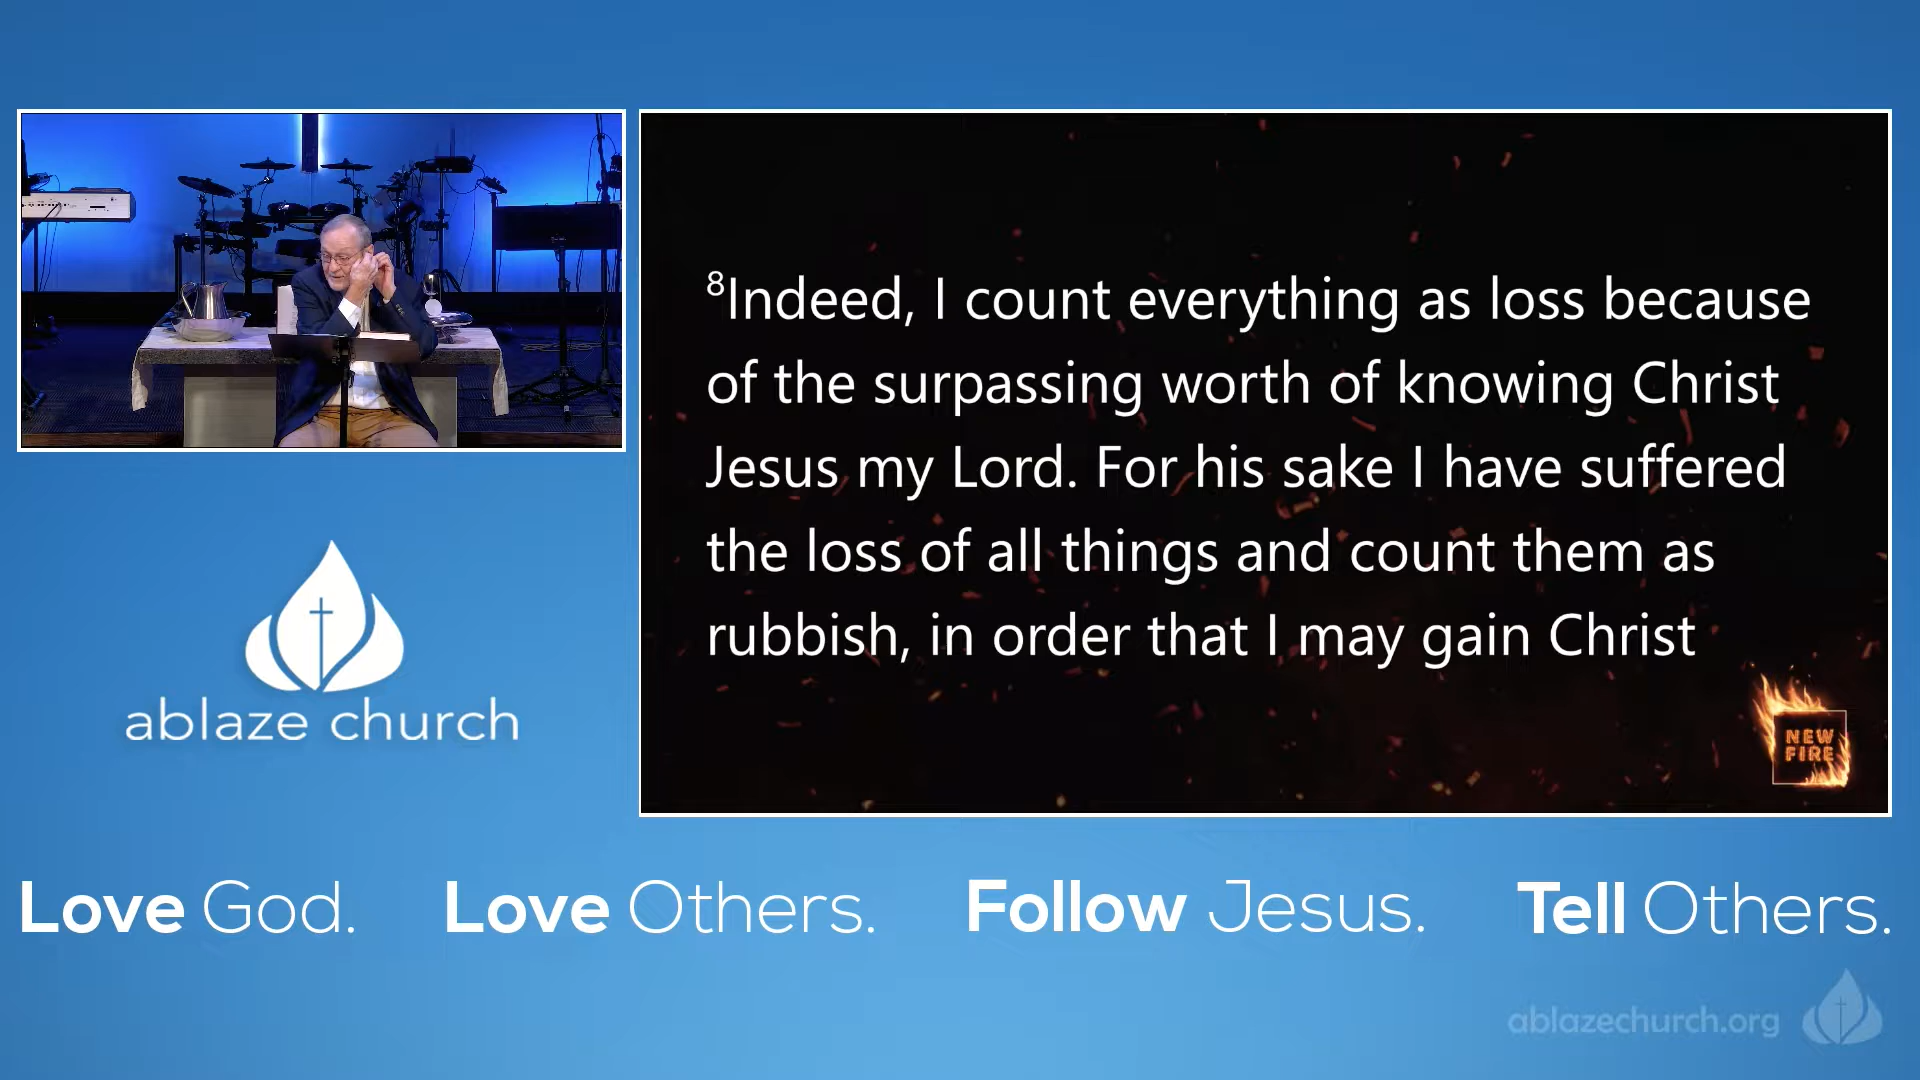 8Indeed, I count everything as loss because
of the surpassing worth of knowing Christ
Jesus my Lord. For his sake I have suffered
the loss of all things and count them as
rubbish, in order that I may gain Christ
NEW
FIRE
ablaze church
Love God. Love Others. Follow Jesus. Tell Others.
ablazechurch.org